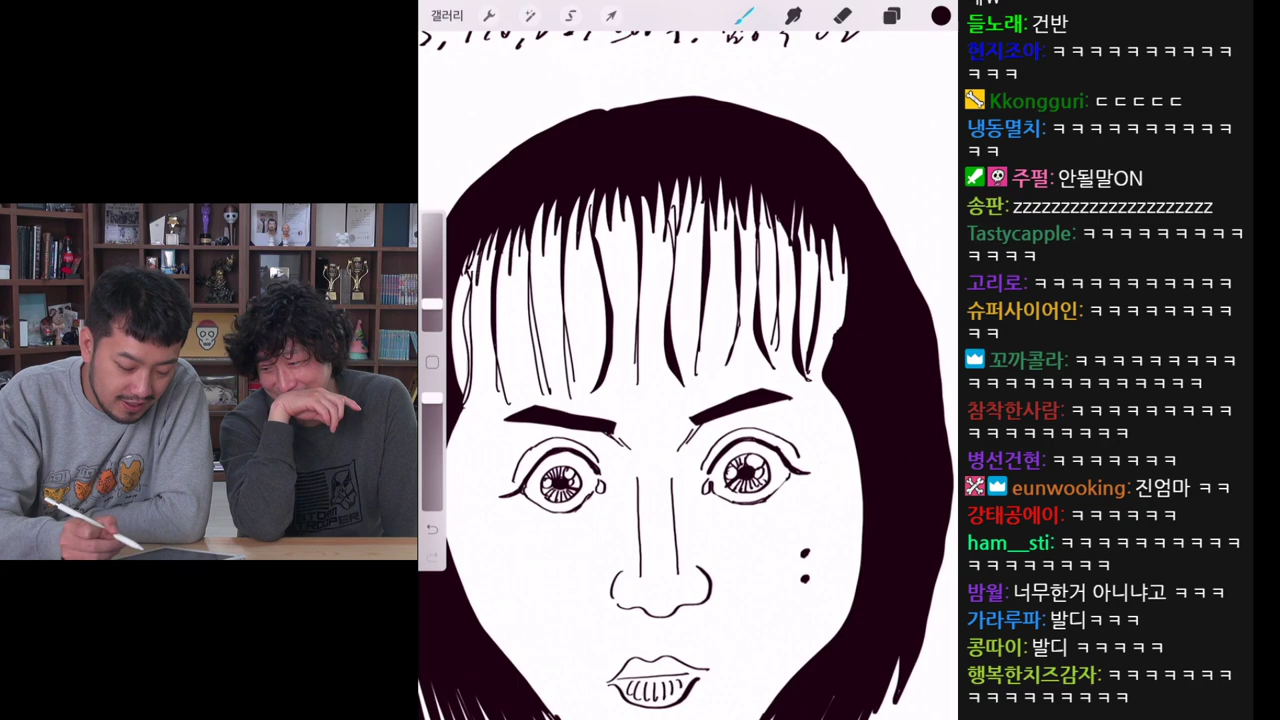 갤러리
들노래: 건반
현지조아: ㅋㅋㅋㅋㅋㅋㅋㅋㅋㅋ
ㅋㅋㅋ
Kkongguri: ㄷㄷㄷㄷㄷ
냉동멸치: ㅋㅋㅋㅋㅋㅋㅋㅋㅋㅋ
ㅋㅋ
주펄: 안될말ON
송판: zzzzzzzzzzzzzzzzzzzzz
Tastycapple: ㅋㅋㅋㅋㅋㅋㅋㅋㅋ
ㅋㅋㅋㅋ
고리로: ㅋㅋㅋㅋㅋㅋㅋㅋㅋㅋㅋ
슈퍼사이어인: ㅋㅋㅋㅋㅋㅋㅋㅋ
ㅋㅋ
꼬까콜라: ㅋㅋㅋㅋㅋㅋㅋㅋㅋ
ㅋㅋㅋㅋㅋㅋㅋㅋㅋㅋㅋㅋㅋ
참착한사람: ㅋㅋㅋㅋㅋㅋㅋㅋㅋ
ㅋㅋㅋㅋㅋㅋㅋㅋㅋ
병선건현: ㅋㅋㅋㅋㅋㅋㅋ
eunwooking: 진엄마 ㅋㅋ
강태공에이: ㅋㅋㅋㅋㅋㅋ
ham__sti: ㅋㅋㅋㅋㅋㅋㅋㅋㅋㅋ
ㅋㅋㅋㅋㅋㅋㅋㅋ
밤월: 너무한거 아니냐고 ㅋㅋㅋ
가라루파: 발디ㅋㅋㅋ
콩따이: 발디 ㅋㅋㅋㅋㅋ
행복한치즈감자: ㅋㅋㅋㅋㅋㅋㅋ
ㅋㅋㅋㅋㅋㅋㅋㅋㅋ